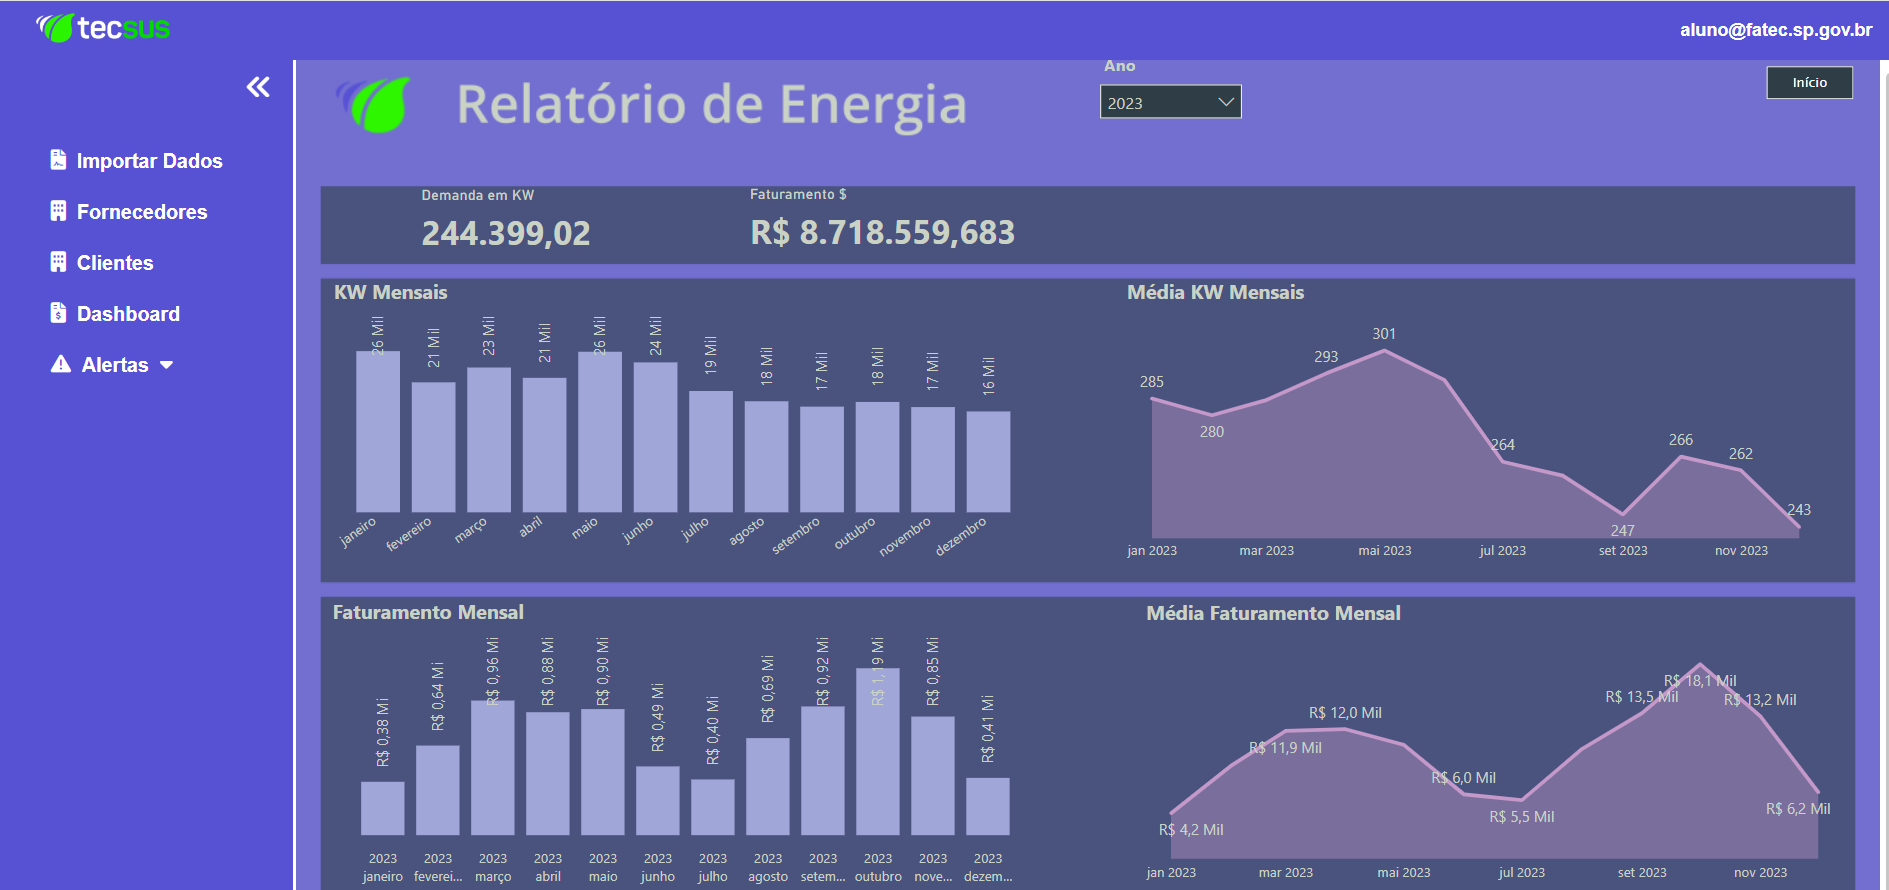 tecsus
aluno@fatec.sp.gov.br
Importar Dados
Fornecedores
Clientes
Dashboard
Alertas
Relatório de Energia
Ano
2023
Início
Demanda em KW
244.399,02
Faturamento $
R$ 8.718.559,683
KW Mensais
26 Mil
21 Mil
23 Mil
21 Mil
26 Mil
24 Mil
19 Mil
18 Mil
17 Mil
18 Mil
17 Mil
16 Mil
janeiro
fevereiro
março
abril
maio
junho
julho
agosto
setembro
outubro
novembro
dezembro
Média KW Mensais
285
280
293
301
264
247
266
262
243
jan 2023
mar 2023
mai 2023
jul 2023
set 2023
nov 2023
Faturamento Mensal
R$ 0,38 Mi
R$ 0,64 Mi
R$ 0,96 Mi
R$ 0,88 Mi
R$ 0,90 Mi
R$ 0,49 Mi
R$ 0,40 Mi
R$ 0,69 Mi
R$ 0,92 Mi
R$ 1,19 Mi
R$ 0,85 Mi
R$ 0,41 Mi
2023 2023 2023 2023 2023 2023 2023 2023 2023 2023 2023 2023
janeiro feverei... março abril maio junho julho agosto setem... outubro nove... dezem...
Média Faturamento Mensal
R$ 4,2 Mil
R$ 11,9 Mil
R$ 12,0 Mil
R$ 6,0 Mil
R$ 5,5 Mil
R$ 13,5 Mil
R$ 18,1 Mil
R$ 13,2 Mil
R$ 6,2 Mil
jan 2023
mar 2023
mai 2023
jul 2023
set 2023
nov 2023